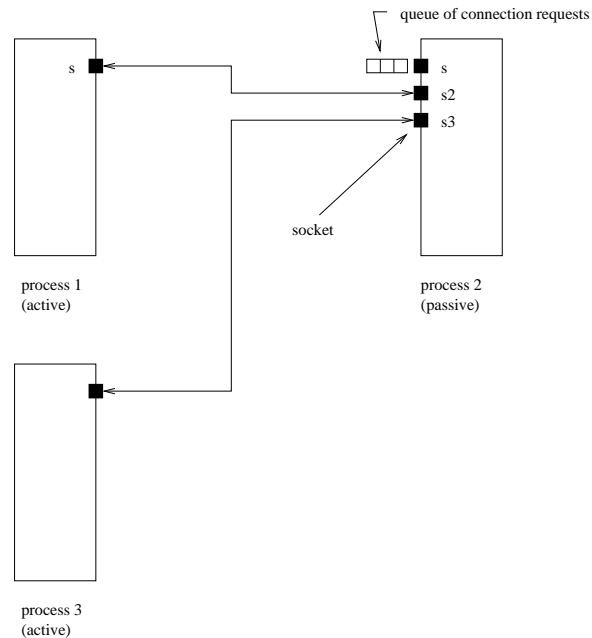 queue of connection requests
s
s
s2
s3
socket
process 1
(active)
process 2
(passive)
process 3
(active)